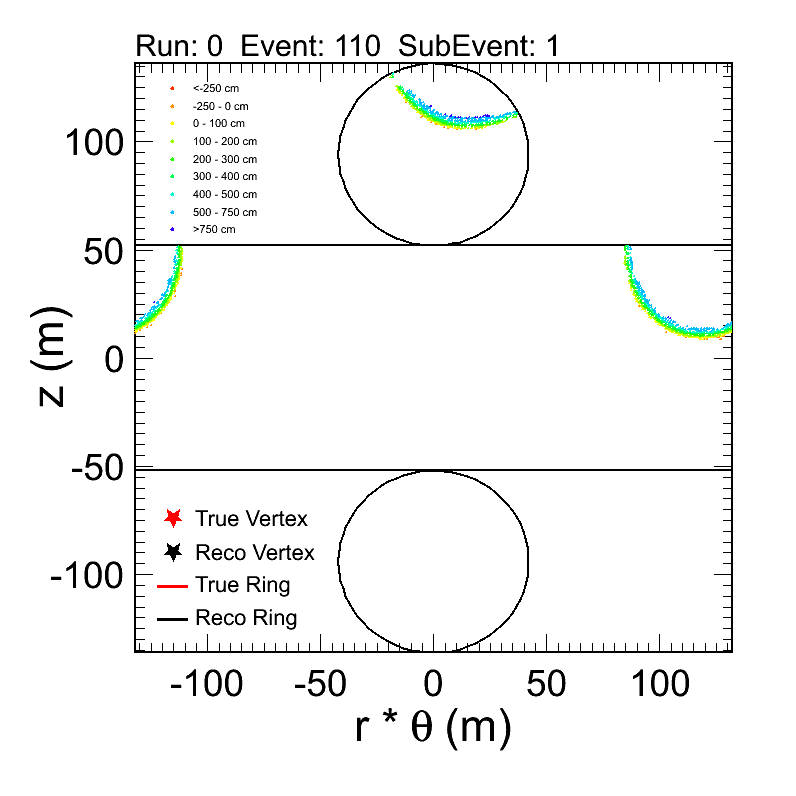 Run: 0  Event: 110  SubEvent: 1
<-250 cm
-250 - 0 cm
0 - 100 cm
100 - 200 cm
200 - 300 cm
300 - 400 cm
400 - 500 cm
500 - 750 cm
>750 cm
100
50
0
-50
-100
z (m)
True Vertex
Reco Vertex
True Ring
Reco Ring
-100 -50 0 50 100
r * θ (m)